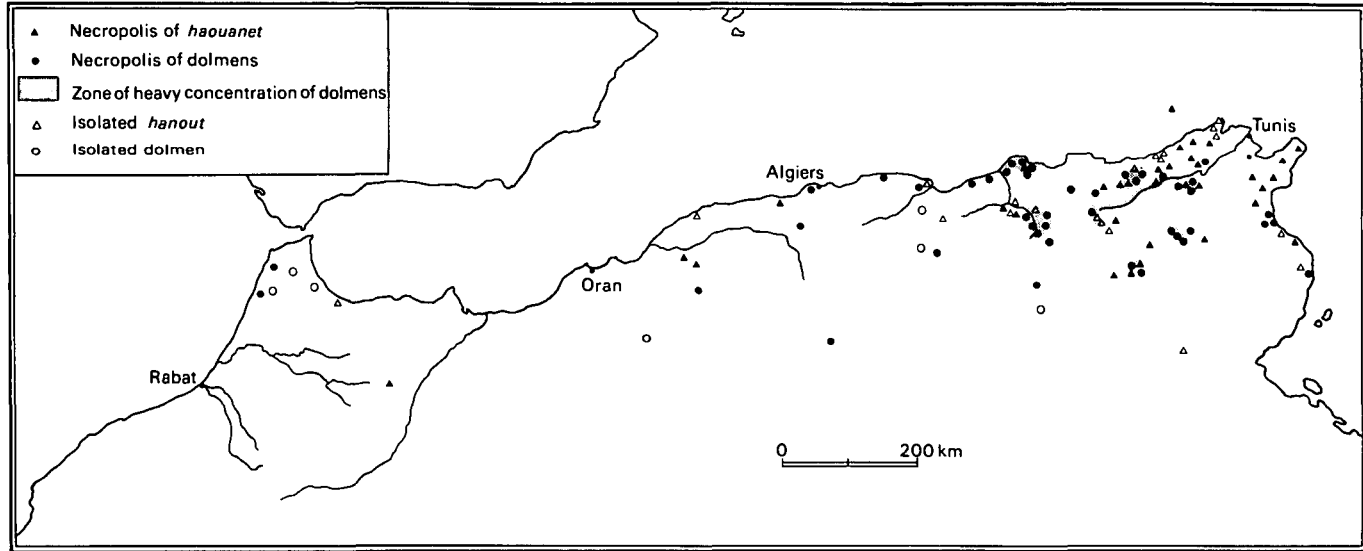 Necropolis of haouanet
Necropolis of dolmens
Zone of heavy concentration of dolmens
Isolated hanout
Isolated dolmen
Tunis
Algiers
Oran
Rabat
0 200 km